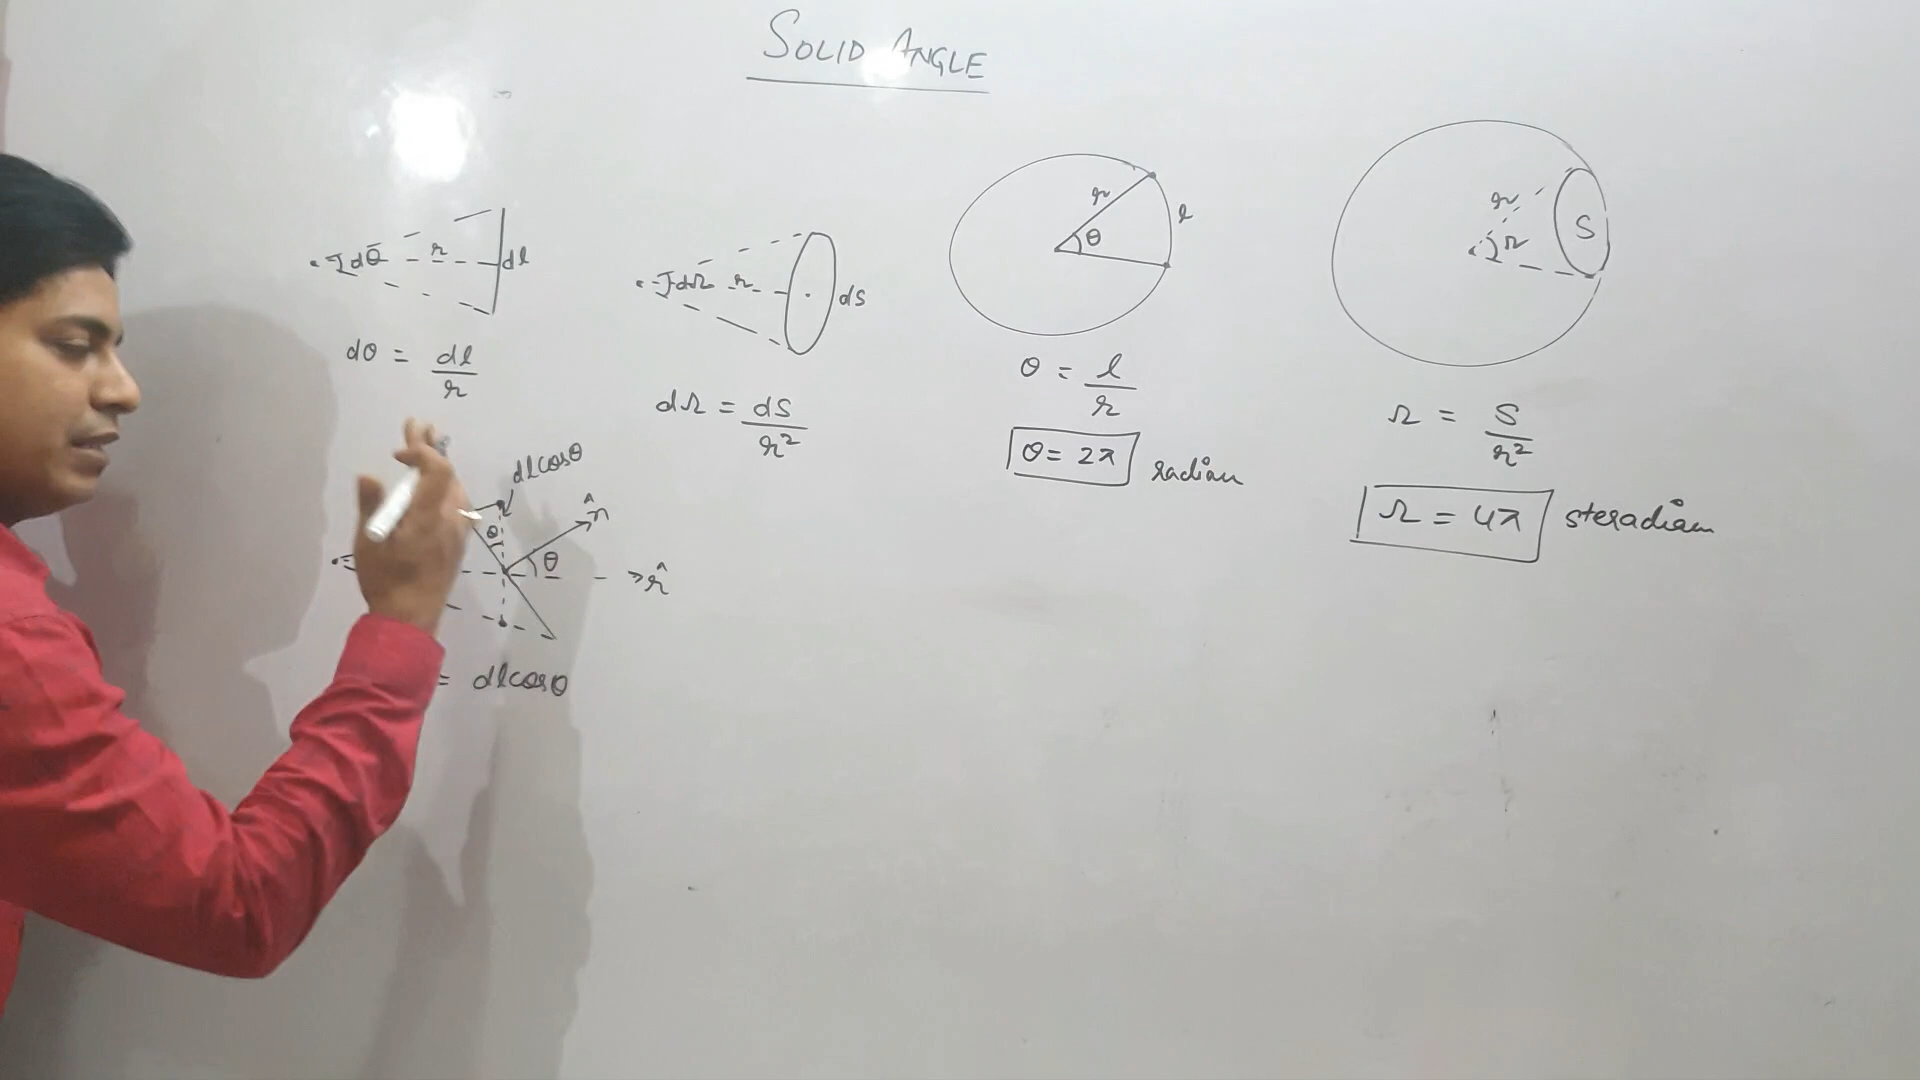 SOLID ANGLE
dθ
r
dl
dθ = dl/r
dΩ
r
dS
dΩ = dS/r²
r
θ
l
θ = l/r
θ = 2π radian
r
Ω
S
Ω = S/r²
Ω = 4π steradian
dl cosθ
θ
n̂
θ
r̂
= dl cosθ